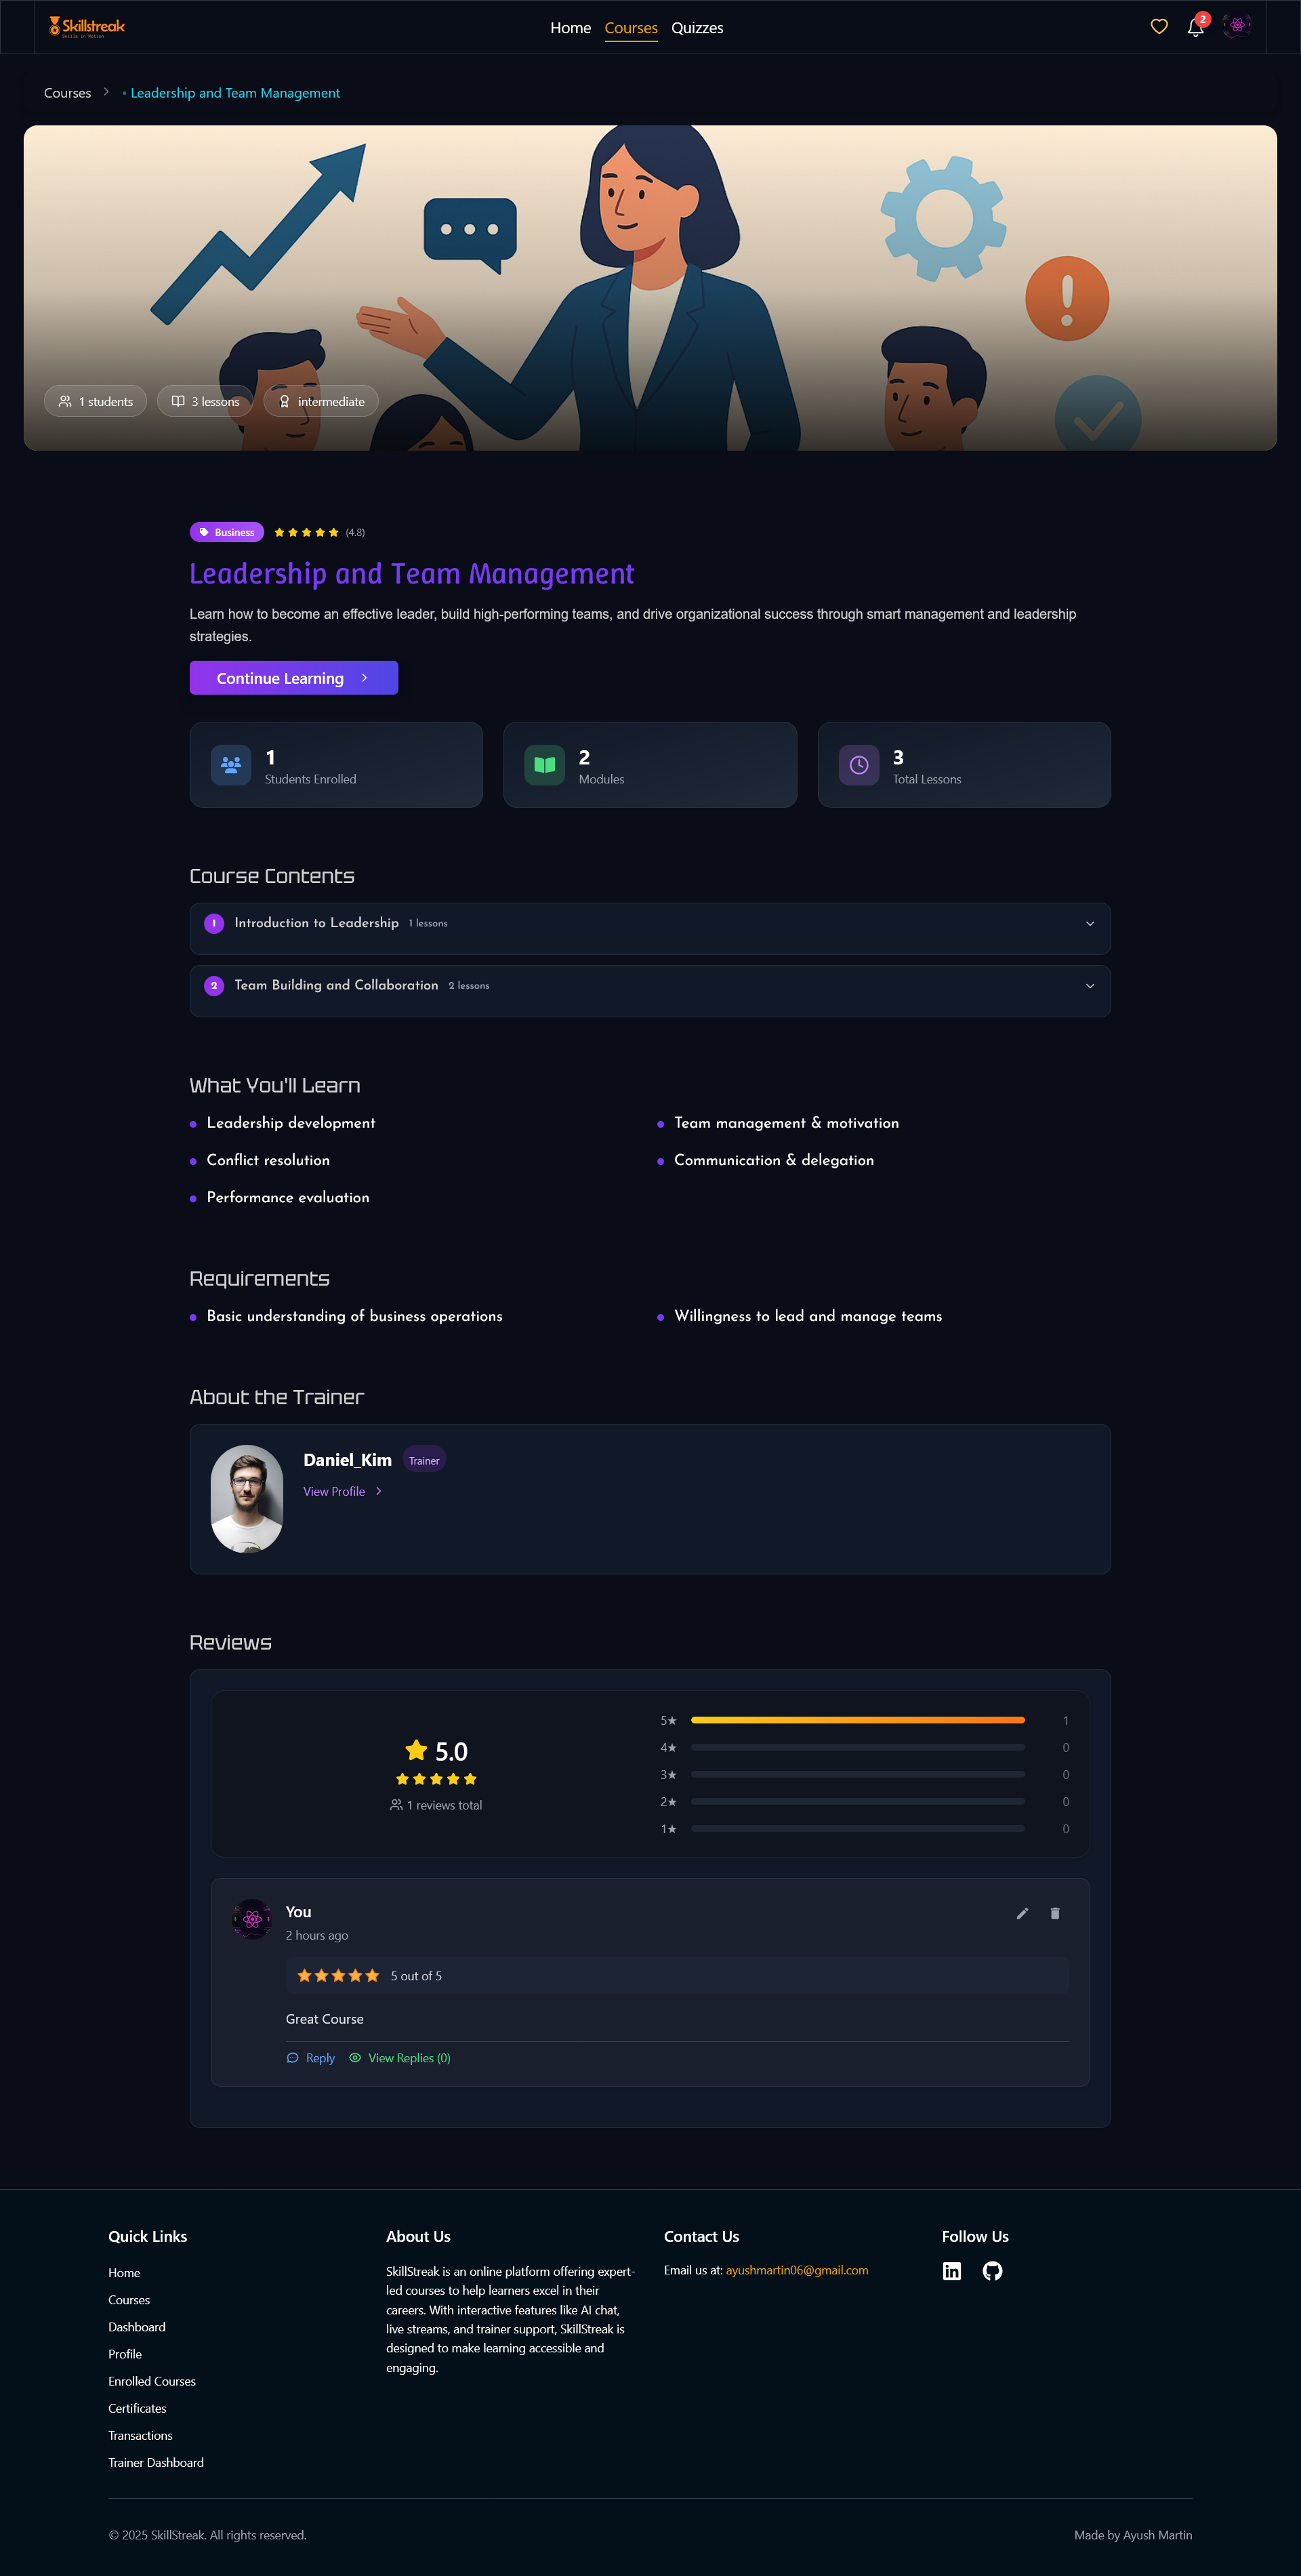 Skillstreak
Skills in Motion
Home Courses Quizzes
2
Courses > • Leadership and Team Management
1 students 3 lessons intermediate
Business (4.8)
Leadership and Team Management
Learn how to become an effective leader, build high-performing teams, and drive organizational success through smart management and leadership
strategies.
Continue Learning >
1
Students Enrolled
2
Modules
3
Total Lessons
Course Contents
1 Introduction to Leadership 1 lessons
2 Team Building and Collaboration 2 lessons
What You'll Learn
Leadership development
Team management & motivation
Conflict resolution
Communication & delegation
Performance evaluation
Requirements
Basic understanding of business operations
Willingness to lead and manage teams
About the Trainer
Daniel_Kim Trainer
View Profile >
Reviews
5.0
1 reviews total
5★ 1
4★ 0
3★ 0
2★ 0
1★ 0
You
2 hours ago
5 out of 5
Great Course
Reply View Replies (0)
Quick Links
Home
Courses
Dashboard
Profile
Enrolled Courses
Certificates
Transactions
Trainer Dashboard
About Us
SkillStreak is an online platform offering expert-
led courses to help learners excel in their
careers. With interactive features like AI chat,
live streams, and trainer support, SkillStreak is
designed to make learning accessible and
engaging.
Contact Us
Email us at: ayushmartin06@gmail.com
Follow Us
© 2025 SkillStreak. All rights reserved.
Made by Ayush Martin